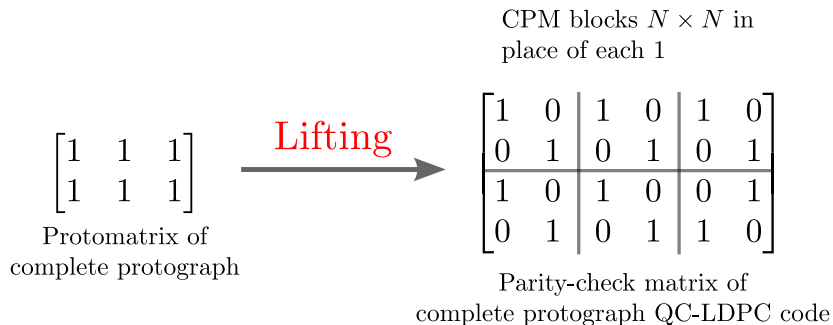 CPM blocks N × N in
place of each 1
Lifting
1 1 1
1 1 1
Protomatrix of
complete protograph
1 0 1 0 1 0
0 1 0 1 0 1
1 0 1 0 0 1
0 1 0 1 1 0
Parity-check matrix of
complete protograph QC-LDPC code